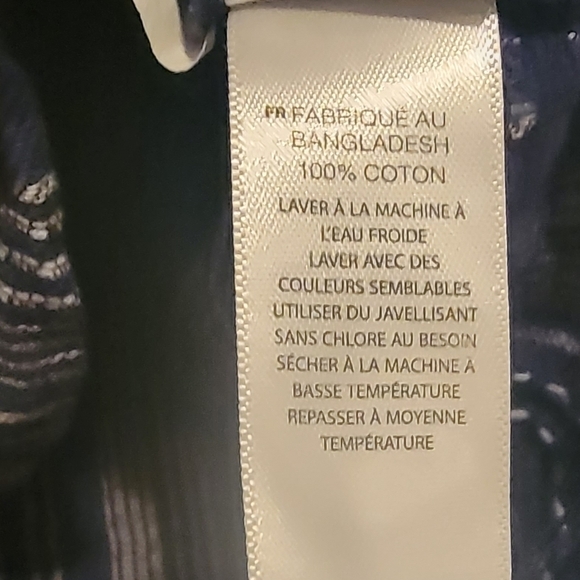 FR FABRIQUÉ AU
BANGLADESH
100% COTON
LAVER À LA MACHINE À
L'EAU FROIDE
LAVER AVEC DES
COULEURS SEMBLABLES
UTILISER DU JAVELLISANT
SANS CHLORE AU BESOIN
SÉCHER À LA MACHINE À
BASSE TEMPÉRATURE
REPASSER À MOYENNE
TEMPÉRATURE